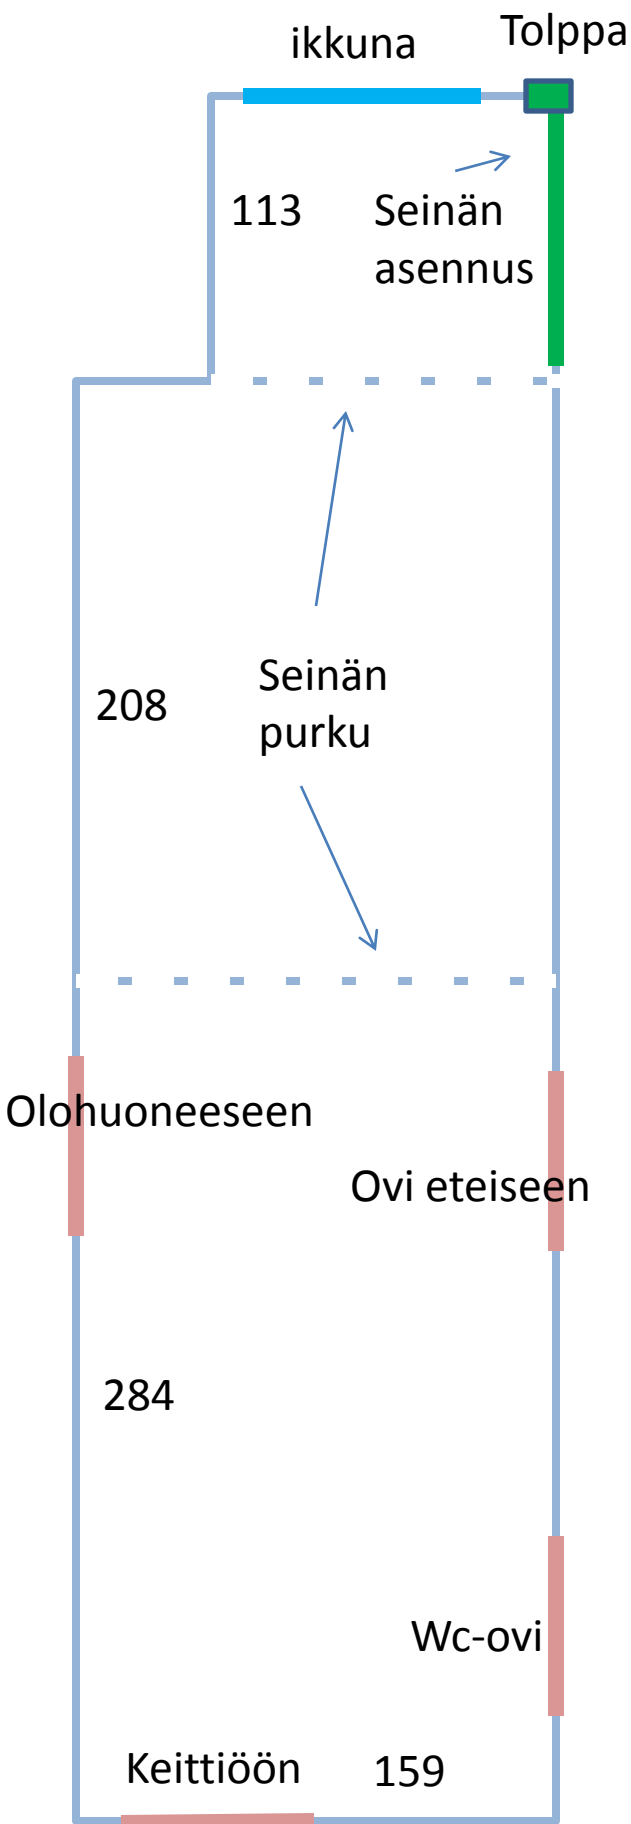 ikkuna
Tolppa
113
Seinän
asennus
208
Seinän
purku
Olohuoneeseen
Ovi eteiseen
284
Wc-ovi
Keittiöön
159